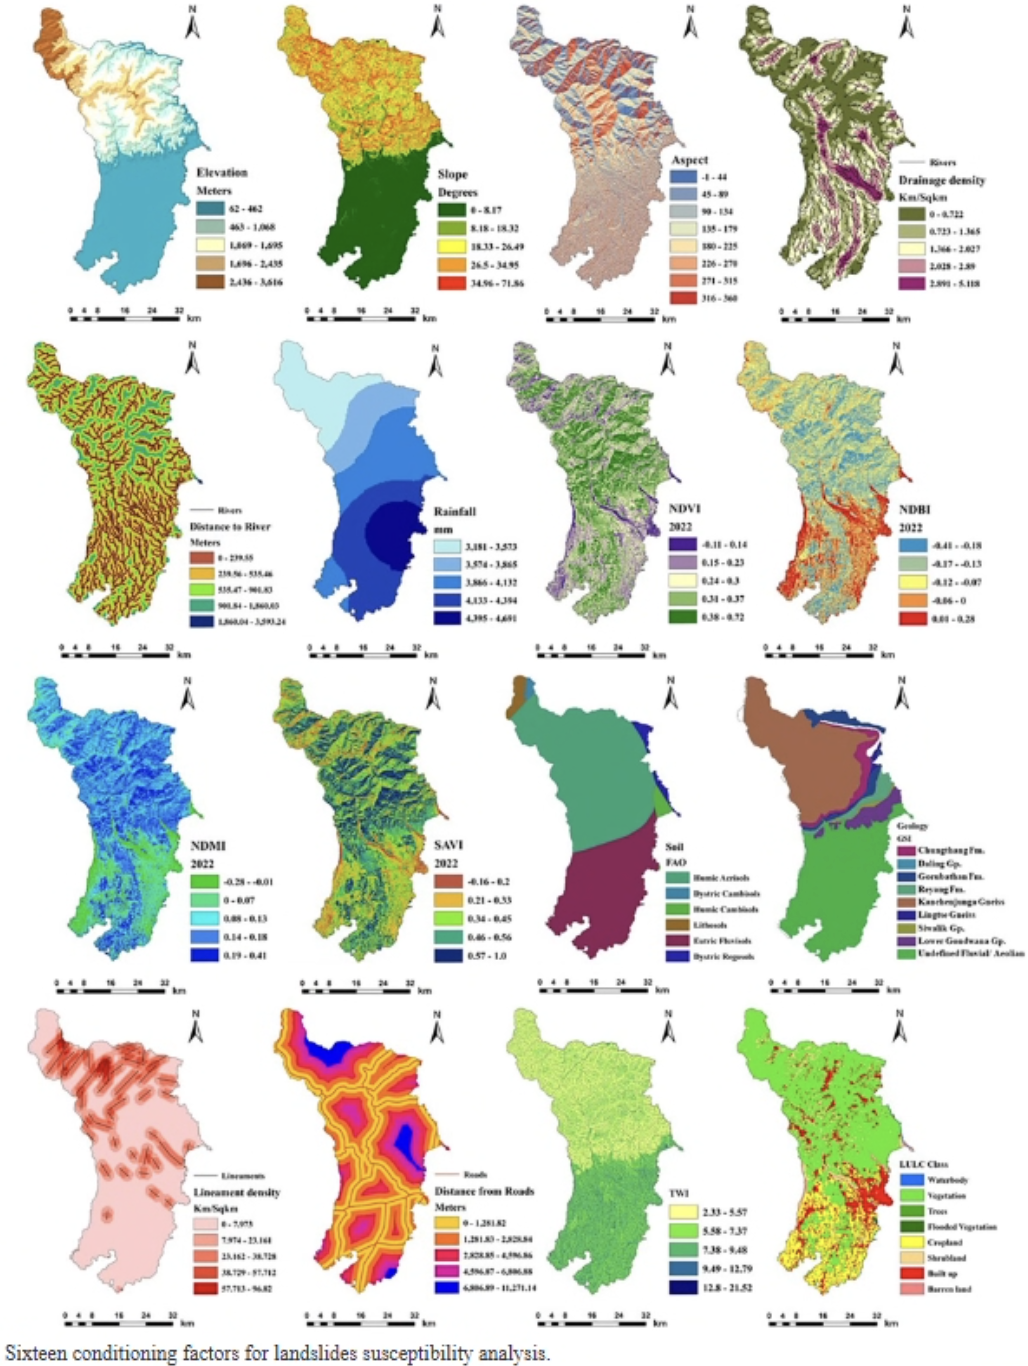 N
N
N
N
Elevation
Meters
62 - 462
463 - 1,068
1,069 - 1,695
1,696 - 2,435
2,436 - 3,616
0 4 8 16 24 32
km
Slope
Degrees
0 - 8.17
8.18 - 18.32
18.33 - 26.49
26.5 - 34.95
34.96 - 71.86
0 4 8 16 24 32
km
Aspect
-1 - 44
45 - 89
90 - 134
135 - 179
180 - 225
226 - 270
271 - 315
316 - 360
0 4 8 16 24 32
km
Rivers
Drainage density
Km/Sqkm
0 - 0.722
0.723 - 1.365
1.366 - 2.027
2.028 - 2.89
2.891 - 5.118
0 4 8 16 24 32
km
N
N
N
N
Rivers
Distance to River
Meters
0 - 239.55
239.56 - 535.46
535.47 - 901.83
901.84 - 1,860.03
1,860.04 - 3,593.24
0 4 8 16 24 32
km
Rainfall
mm
3,181 - 3,573
3,574 - 3,865
3,866 - 4,132
4,133 - 4,394
4,395 - 4,691
0 4 8 16 24 32
km
NDVI
2022
-0.11 - 0.14
0.15 - 0.23
0.24 - 0.3
0.31 - 0.37
0.38 - 0.72
0 4 8 16 24 32
km
NDBI
2022
-0.41 - -0.18
-0.17 - -0.13
-0.12 - -0.07
-0.06 - 0
0.01 - 0.28
0 4 8 16 24 32
km
N
N
N
N
NDMI
2022
-0.28 - -0.01
0 - 0.07
0.08 - 0.13
0.14 - 0.18
0.19 - 0.41
0 4 8 16 24 32
km
SAVI
2022
-0.16 - 0.2
0.21 - 0.33
0.34 - 0.45
0.46 - 0.56
0.57 - 1.0
0 4 8 16 24 32
km
Soil
FAO
Humic Acrisols
Dystric Cambisols
Humic Cambisols
Lithosols
Eutric Fluvisols
Dystric Regosols
0 4 8 16 24 32
km
Geology
GSI
Chungthang Fm.
Daling Gp.
Gorubathan Fm.
Reyang Fm.
Kanchenjunga Gneiss
Lingtse Gneiss
Siwalik Gp.
Lower Gondwana Gp.
Undefined Fluvial/ Aeolian
0 4 8 16 24 32
km
N
N
N
N
Lineaments
Lineament density
Km/Sqkm
0 - 7.973
7.974 - 23.161
23.162 - 38.728
38.729 - 57.712
57.713 - 96.82
0 4 8 16 24 32
km
Roads
Distance from Roads
Meters
0 - 1,281.82
1,281.83 - 2,828.84
2,828.85 - 4,596.86
4,596.87 - 6,806.88
6,806.89 - 11,271.14
0 4 8 16 24 32
km
TWI
2.33 - 5.57
5.58 - 7.37
7.38 - 9.48
9.49 - 12.79
12.8 - 21.52
0 4 8 16 24 32
km
LULC Class
Waterbody
Vegetation
Trees
Flooded Vegetation
Cropland
Shrubland
Built up
Barren land
0 4 8 16 24 32
km
Sixteen conditioning factors for landslides susceptibility analysis.